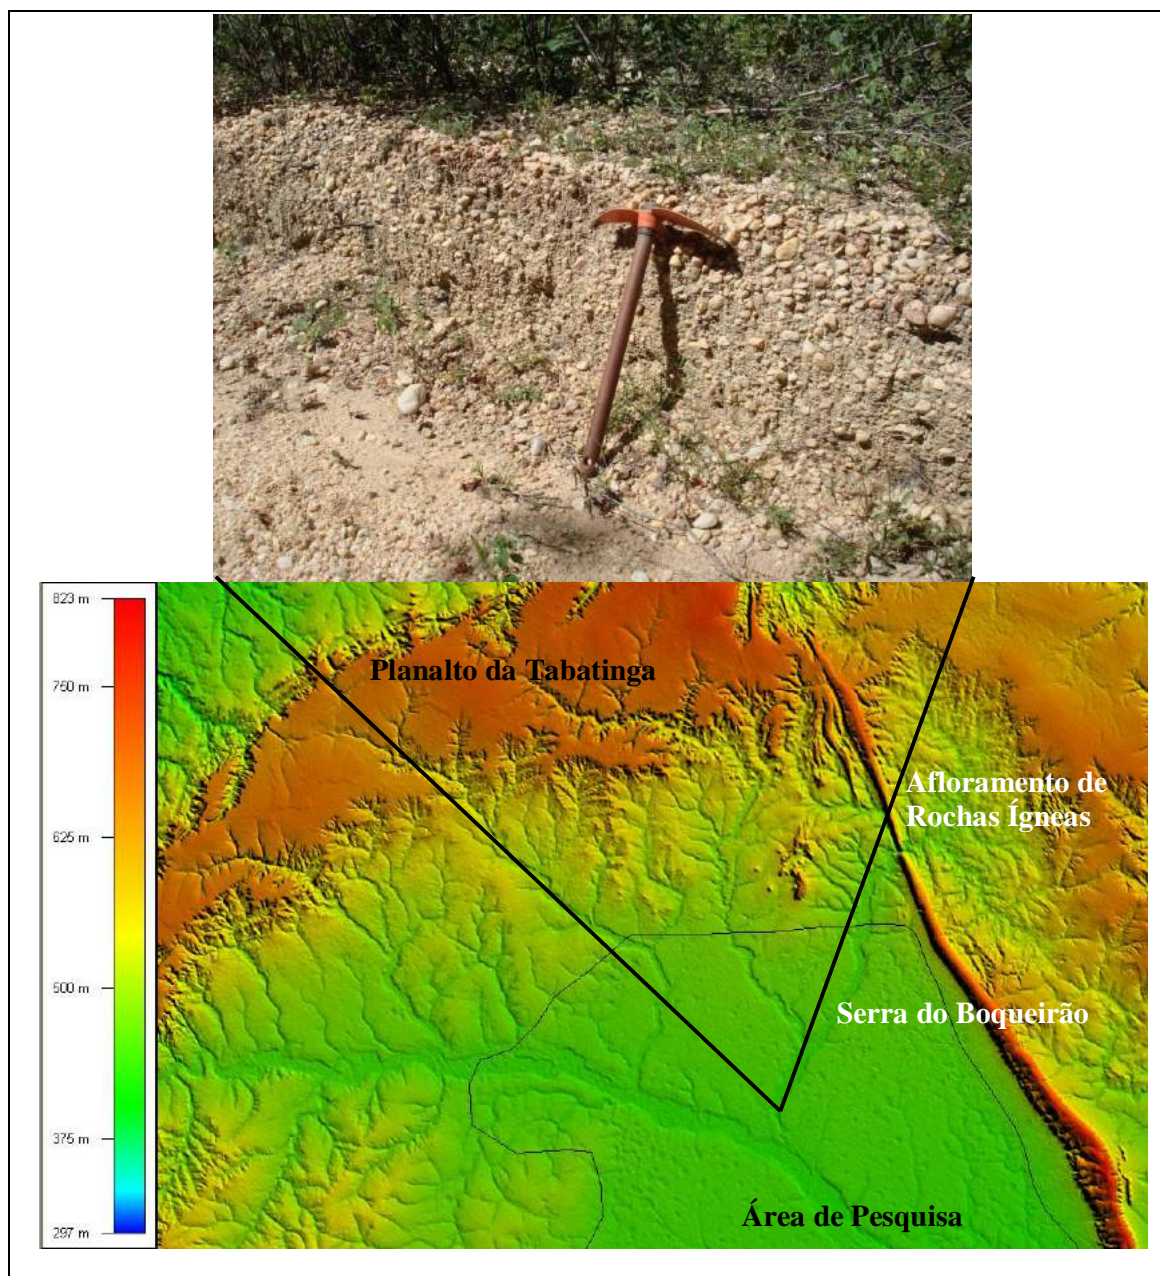 823 m
750 m
625 m
500 m
375 m
297 m
Planalto da Tabatinga
Afloramento de
Rochas Ígneas
Serra do Boqueirão
Área de Pesquisa